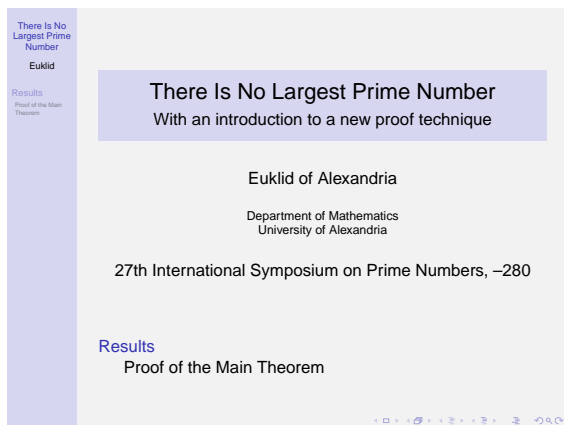 There Is No
Largest Prime
Number
Euklid
Results
Proof of the Main
Theorem
There Is No Largest Prime Number
With an introduction to a new proof technique
Euklid of Alexandria
Department of Mathematics
University of Alexandria
27th International Symposium on Prime Numbers, –280
Results
Proof of the Main Theorem